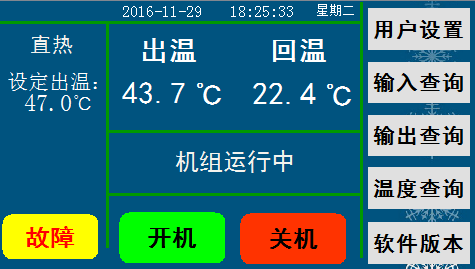 2016-11-29 18:25:33 星期二
直热
设定出温：
47.0℃
出温 回温
43.7 ℃ 22.4 ℃
机组运行中
故障 开机 关机
用户设置
输入查询
输出查询
温度查询
软件版本